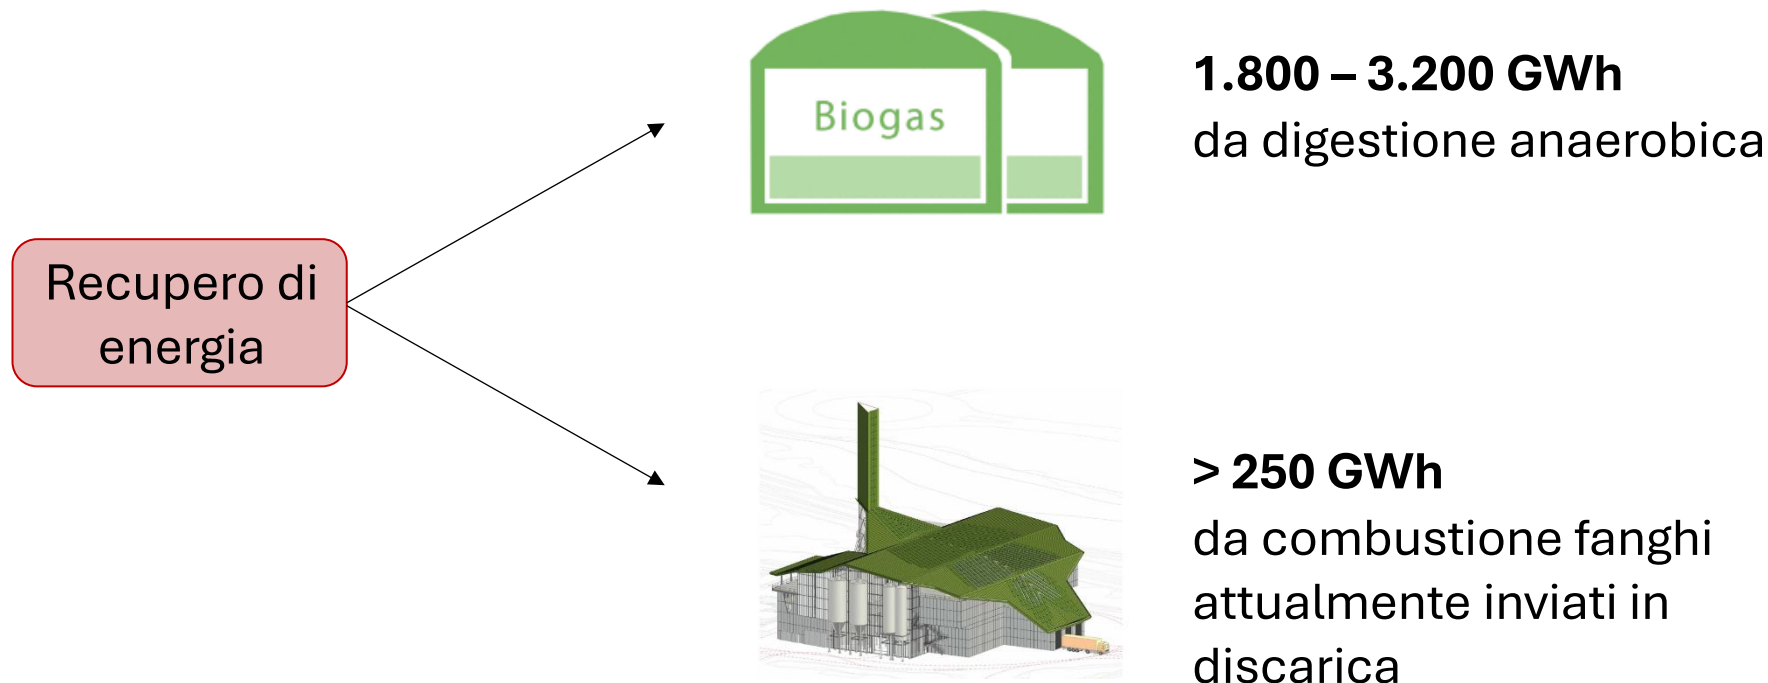 Recupero di
energia
Biogas
1.800 – 3.200 GWh
da digestione anaerobica
> 250 GWh
da combustione fanghi
attualmente inviati in
discarica